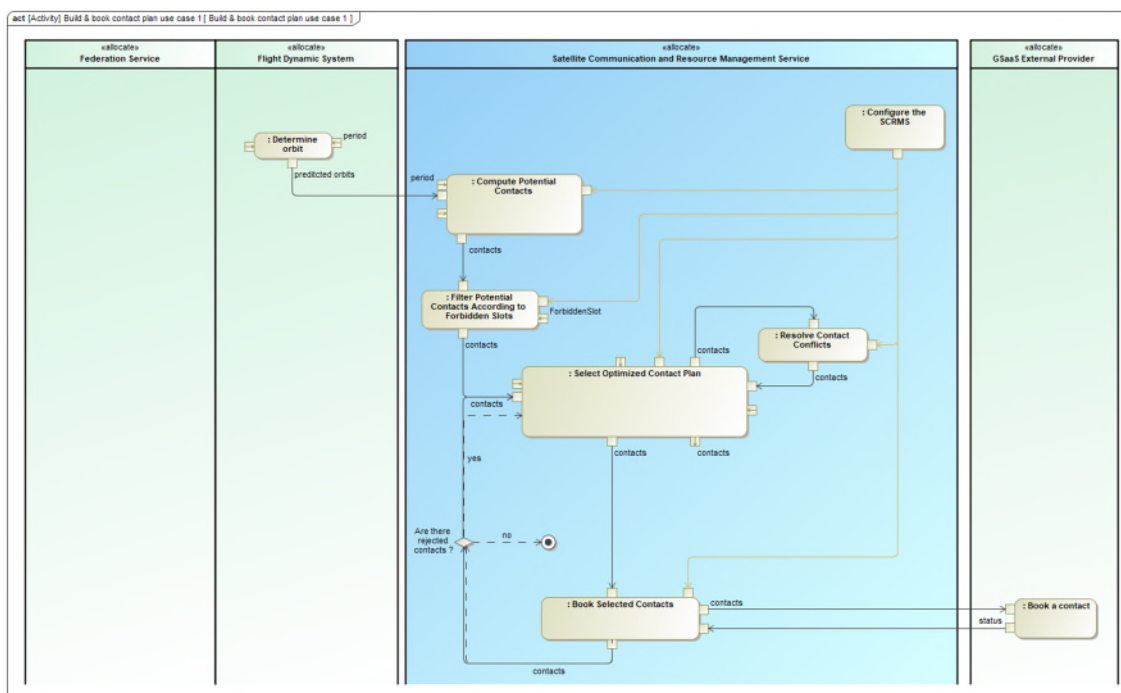 act [Activity] Build & book contact plan use case 1 [ Build & book contact plan use case 1 ]
«allocate»
Federation Service
«allocate»
Flight Dynamic System
«allocate»
Satellite Communication and Resource Management Service
«allocate»
GSaaS External Provider
: Configure the
SCRMS
: Determine
orbit
period
preditcted orbits
period
: Compute Potential
Contacts
contacts
: Filter Potential
Contacts According to
Forbidden Slots
ForbiddenSlot
contacts
contacts
: Resolve Contact
Conflicts
contacts
: Select Optimized Contact Plan
contacts
contacts
contacts
yes
Are there
rejected
contacts ?
no
: Book Selected Contacts
contacts
: Book a contact
status
contacts